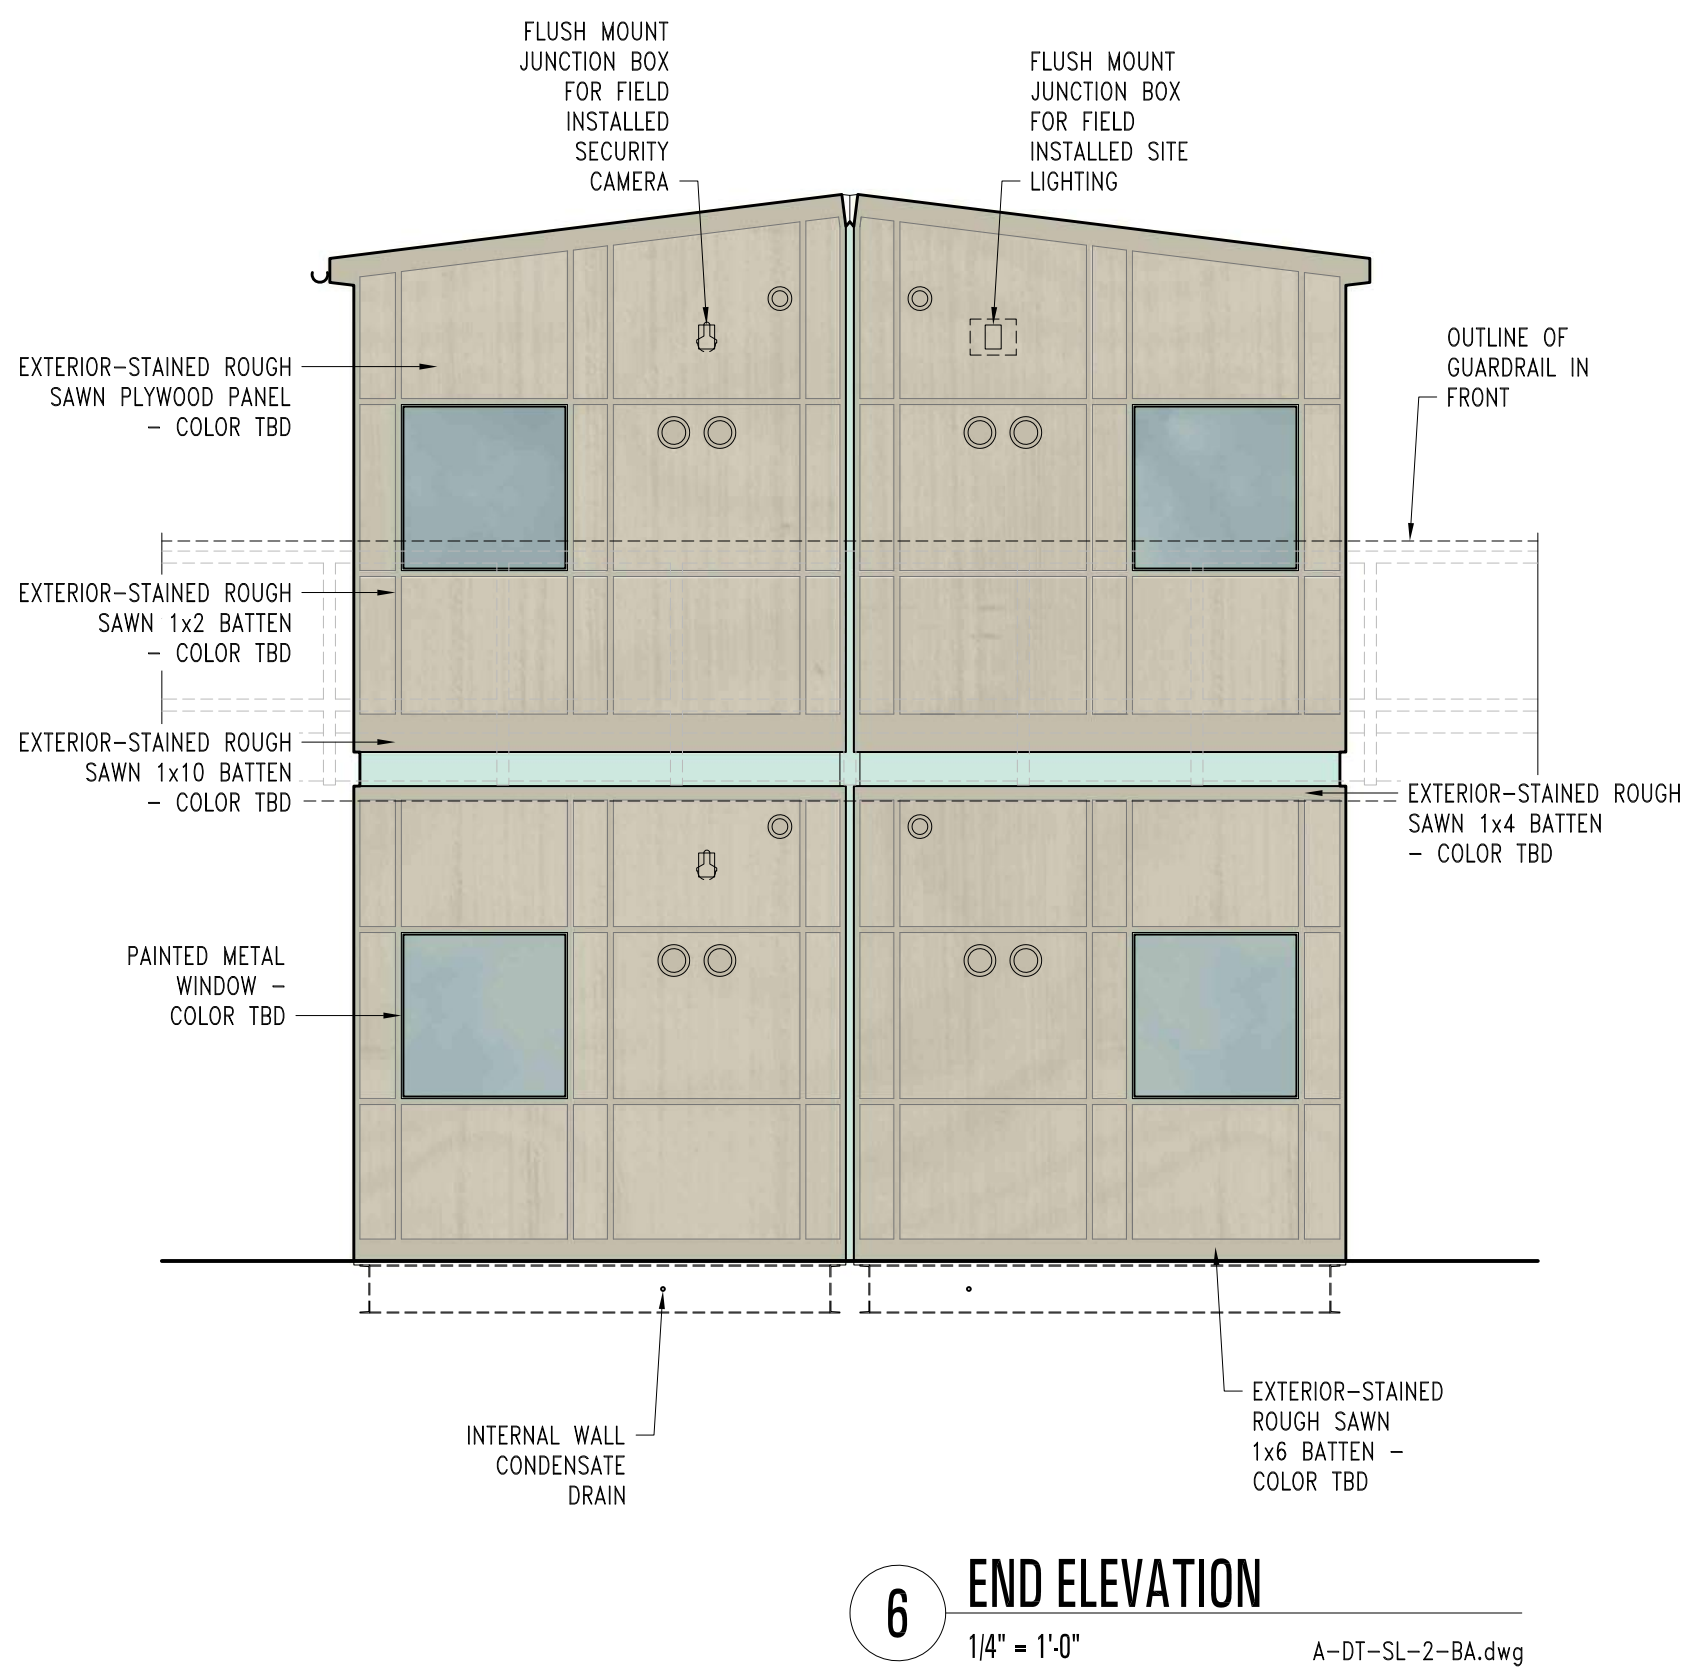 FLUSH MOUNT
JUNCTION BOX
FOR FIELD
INSTALLED
SECURITY
CAMERA
FLUSH MOUNT
JUNCTION BOX
FOR FIELD
INSTALLED SITE
LIGHTING
EXTERIOR-STAINED ROUGH
SAWN PLYWOOD PANEL
- COLOR TBD
OUTLINE OF
GUARDRAIL IN
FRONT
EXTERIOR-STAINED ROUGH
SAWN 1x2 BATTEN
- COLOR TBD
EXTERIOR-STAINED ROUGH
SAWN 1x10 BATTEN
- COLOR TBD
EXTERIOR-STAINED ROUGH
SAWN 1x4 BATTEN
- COLOR TBD
PAINTED METAL
WINDOW -
COLOR TBD
INTERNAL WALL
CONDENSATE
DRAIN
EXTERIOR-STAINED
ROUGH SAWN
1x6 BATTEN -
COLOR TBD
6
END ELEVATION
1/4" = 1'-0"
A-DT-SL-2-BA.dwg